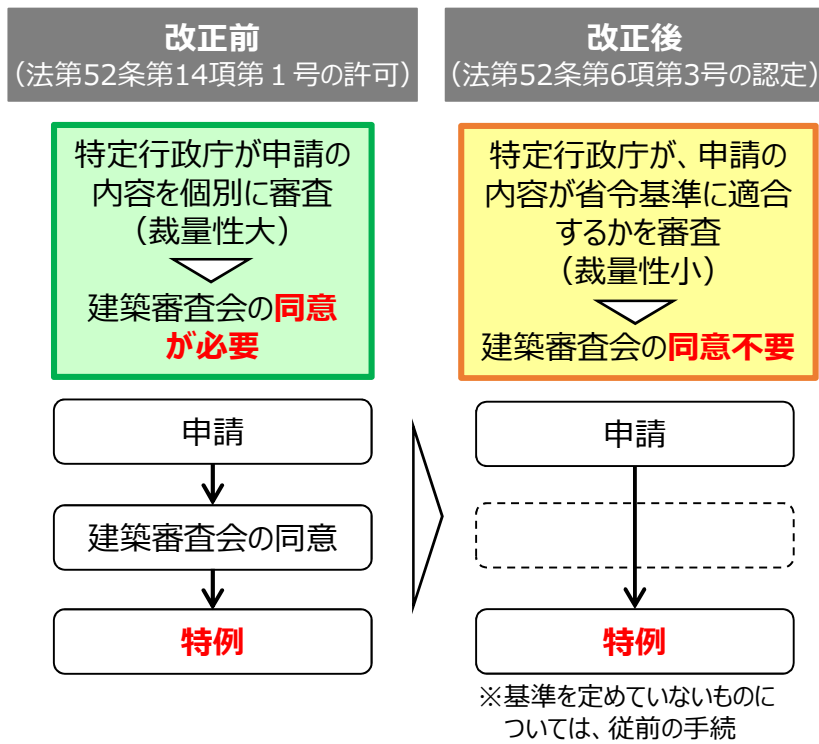 改正前
（法第52条第14項第１号の許可）
特定行政庁が申請の
内容を個別に審査
（裁量性大）
建築審査会の同意
が必要
申請
建築審査会の同意
特例
改正後
（法第52条第6項第3号の認定）
特定行政庁が、申請の
内容が省令基準に適合
するかを審査
（裁量性小）
建築審査会の同意不要
申請
特例
※基準を定めていないものに
ついては、従前の手続